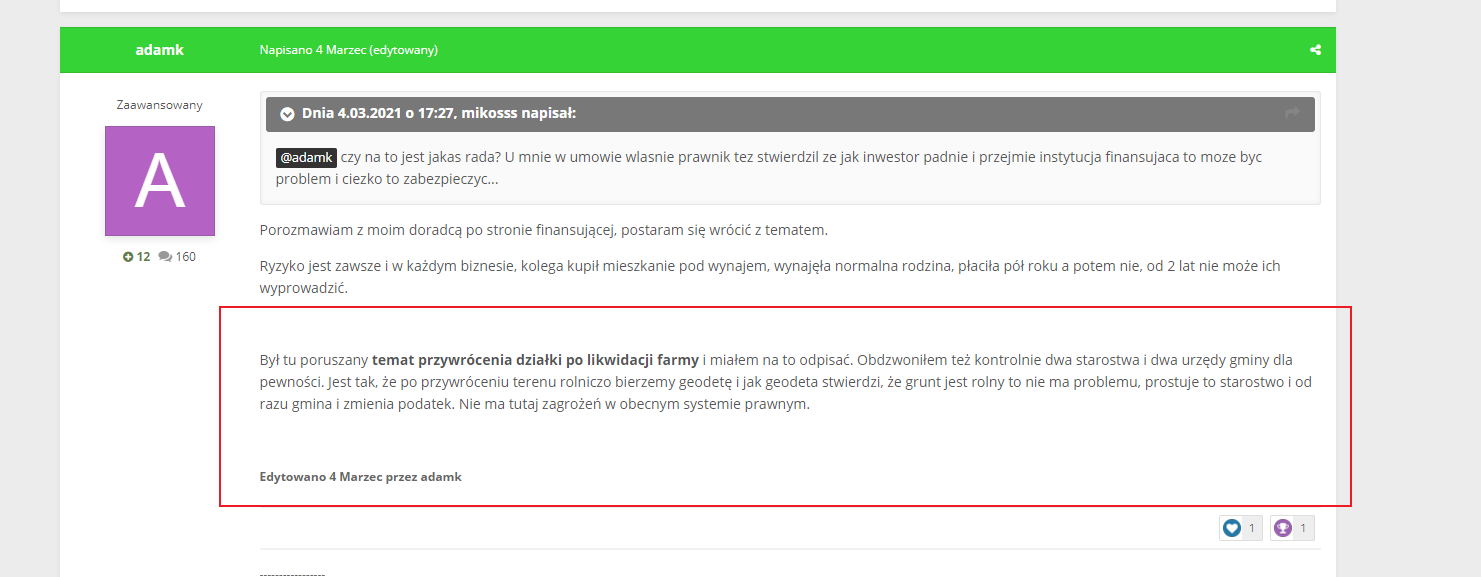 adamk
Napisano 4 Marzec (edytowany)
Zaawansowany
A
12 160
Dnia 4.03.2021 o 17:27, mikosss napisał:
@adamk czy na to jest jakas rada? U mnie w umowie wlasnie prawnik tez stwierdzil ze jak inwestor padnie i przejmie instytucja finansujaca to moze byc
problem i ciezko to zabezpieczyc...
Porozmawiam z moim doradcą po stronie finansującej, postaram się wrócić z tematem.
Ryzyko jest zawsze i w każdym biznesie, kolega kupił mieszkanie pod wynajem, wynajęła normalna rodzina, płaciła pół roku a potem nie, od 2 lat nie może ich
wyprowadzić.
Był tu poruszany temat przywrócenia działki po likwidacji farmy i miałem na to odpisać. Obdzwoniłem też kontrolnie dwa starostwa i dwa urzędy gminy dla
pewności. Jest tak, że po przywróceniu terenu rolniczo bierzemy geodetę i jak geodeta stwierdzi, że grunt jest rolny to nie ma problemu, prostuje to starostwo i od
razu gmina i zmienia podatek. Nie ma tutaj zagrożeń w obecnym systemie prawnym.
Edytowano 4 Marzec przez adamk
1 1
-----------------